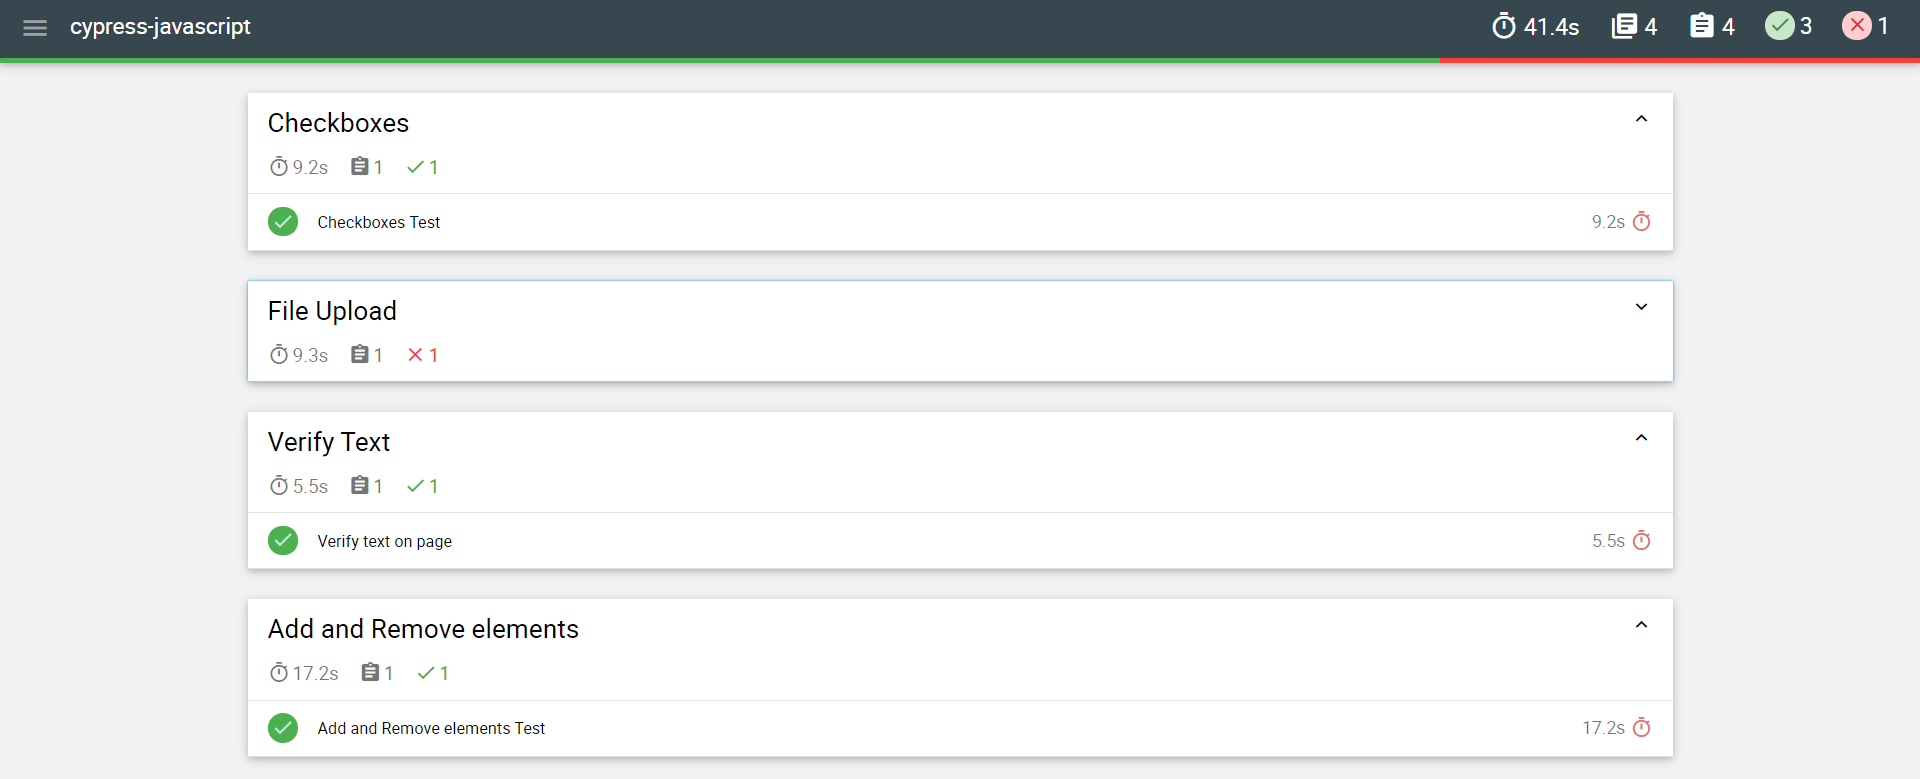 cypress-javascript 41.4s 4 4 3 1
Checkboxes
9.2s 1 1
Checkboxes Test 9.2s
File Upload
9.3s 1 1
Verify Text
5.5s 1 1
Verify text on page 5.5s
Add and Remove elements
17.2s 1 1
Add and Remove elements Test 17.2s